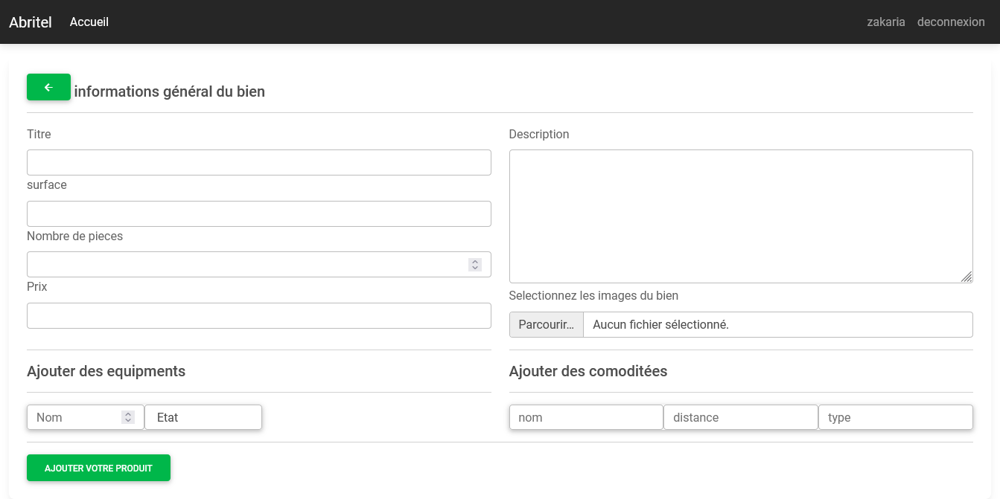 Abritel Accueil zakaria deconnexion
informations général du bien
Titre
surface
Nombre de pieces
Prix
Description
Selectionnez les images du bien
Parcourir... Aucun fichier sélectionné.
Ajouter des equipments
Nom Etat
Ajouter des comoditées
nom distance type
AJOUTER VOTRE PRODUIT